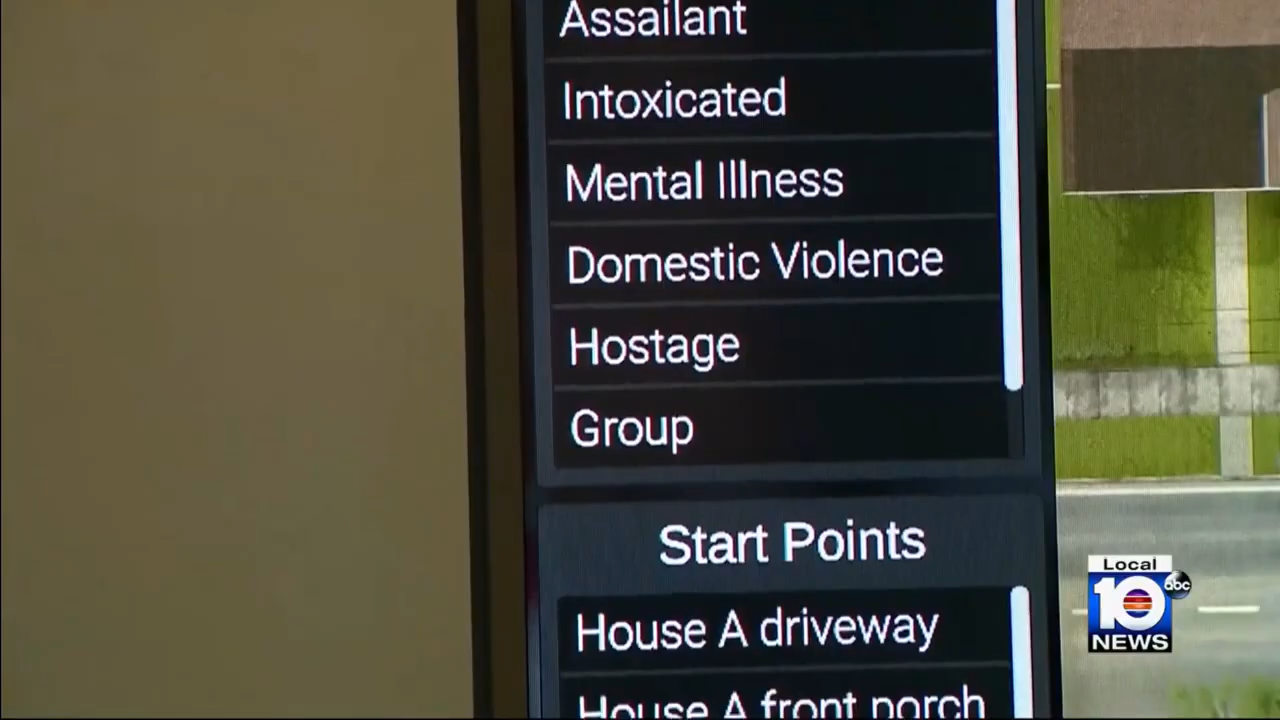 Assailant
Intoxicated
Mental Illness
Domestic Violence
Hostage
Group
Start Points
House A driveway
House A front porch
Local
10
abc
NEWS